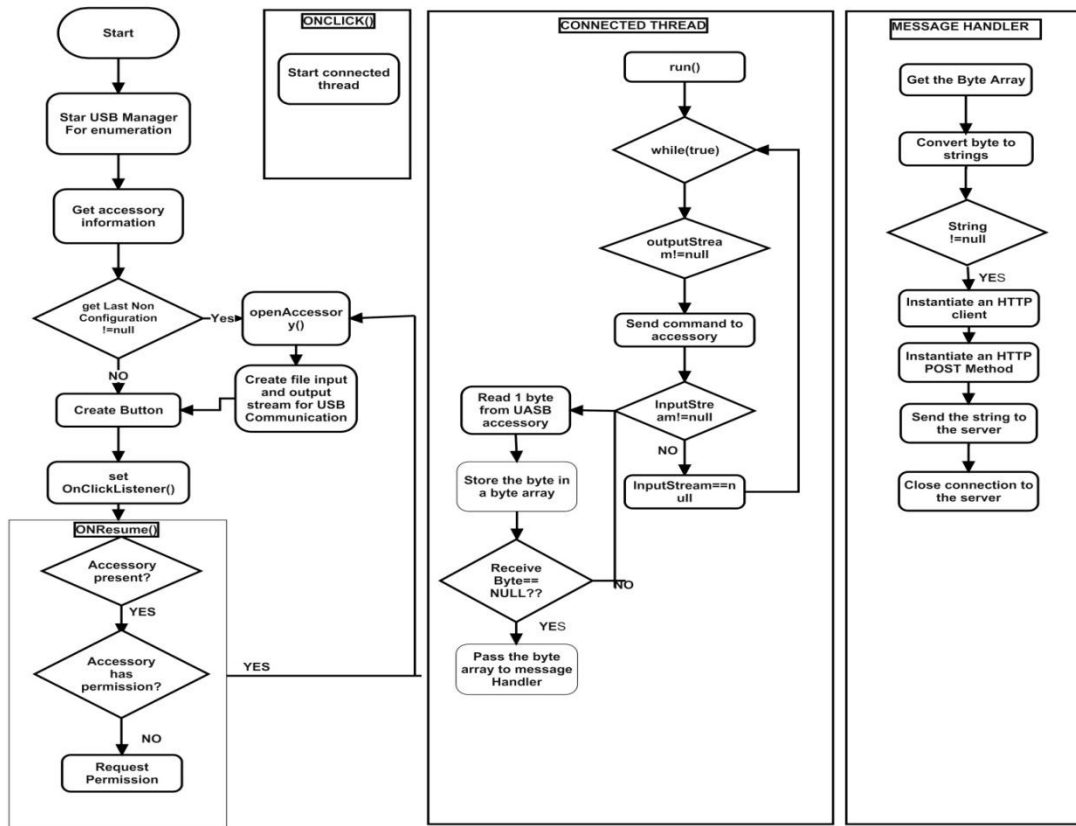 Start
Star USB Manager
For enumeration
Get accessory
information
get Last Non
Configuration
!=null
Yes
openAccessor
y()
Create file input
and output
stream for USB
Communication
NO
Create Button
set
OnClickListener()
ONResume()
Accessory
present?
YES
Accessory
has
permission?
YES
NO
Request
Permission
ONCLICK()
Start connected
thread
CONNECTED THREAD
run()
while(true)
outputStrea
m!=null
Send command to
accessory
InputStre
am!=null
NO
InputStream==n
ull
Read 1 byte
from UASB
accessory
Store the byte in
a byte array
Receive
Byte==
NULL??
NO
YES
Pass the byte
array to message
Handler
MESSAGE HANDLER
Get the Byte Array
Convert byte to
strings
String
!=null
YES
Instantiate an HTTP
client
Instantiate an HTTP
POST Method
Send the string to
the server
Close connection to
the server